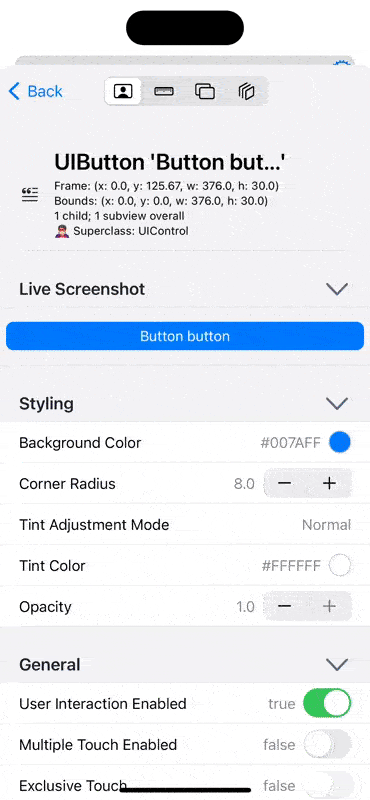 Back
UIButton 'Button but...'
Frame: (x: 0.0, y: 125.67, w: 376.0, h: 30.0)
Bounds: (x: 0.0, y: 0.0, w: 376.0, h: 30.0)
1 child; 1 subview overall
Superclass: UIControl
Live Screenshot
Button button
Styling
Background Color #007AFF
Corner Radius 8.0 − +
Tint Adjustment Mode Normal
Tint Color #FFFFFF
Opacity 1.0 − +
General
User Interaction Enabled true
Multiple Touch Enabled false
Exclusive Touch false